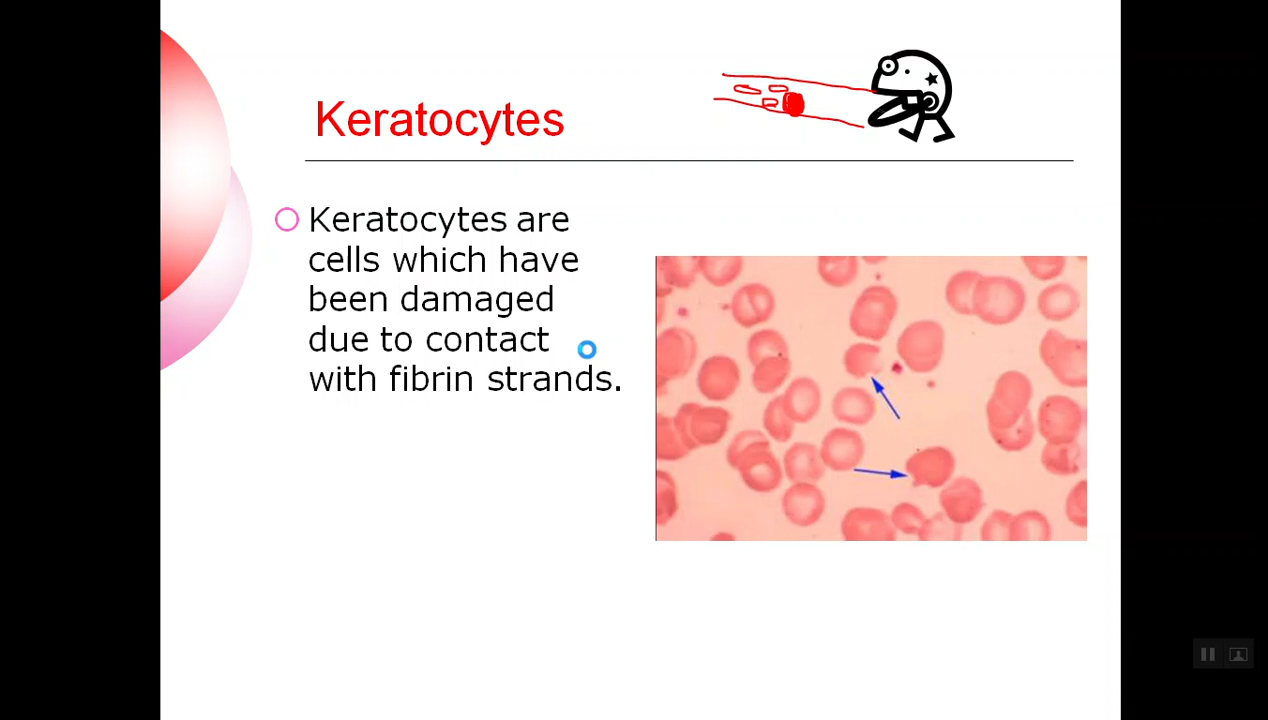 Keratocytes
Keratocytes are
cells which have
been damaged
due to contact
with fibrin strands.